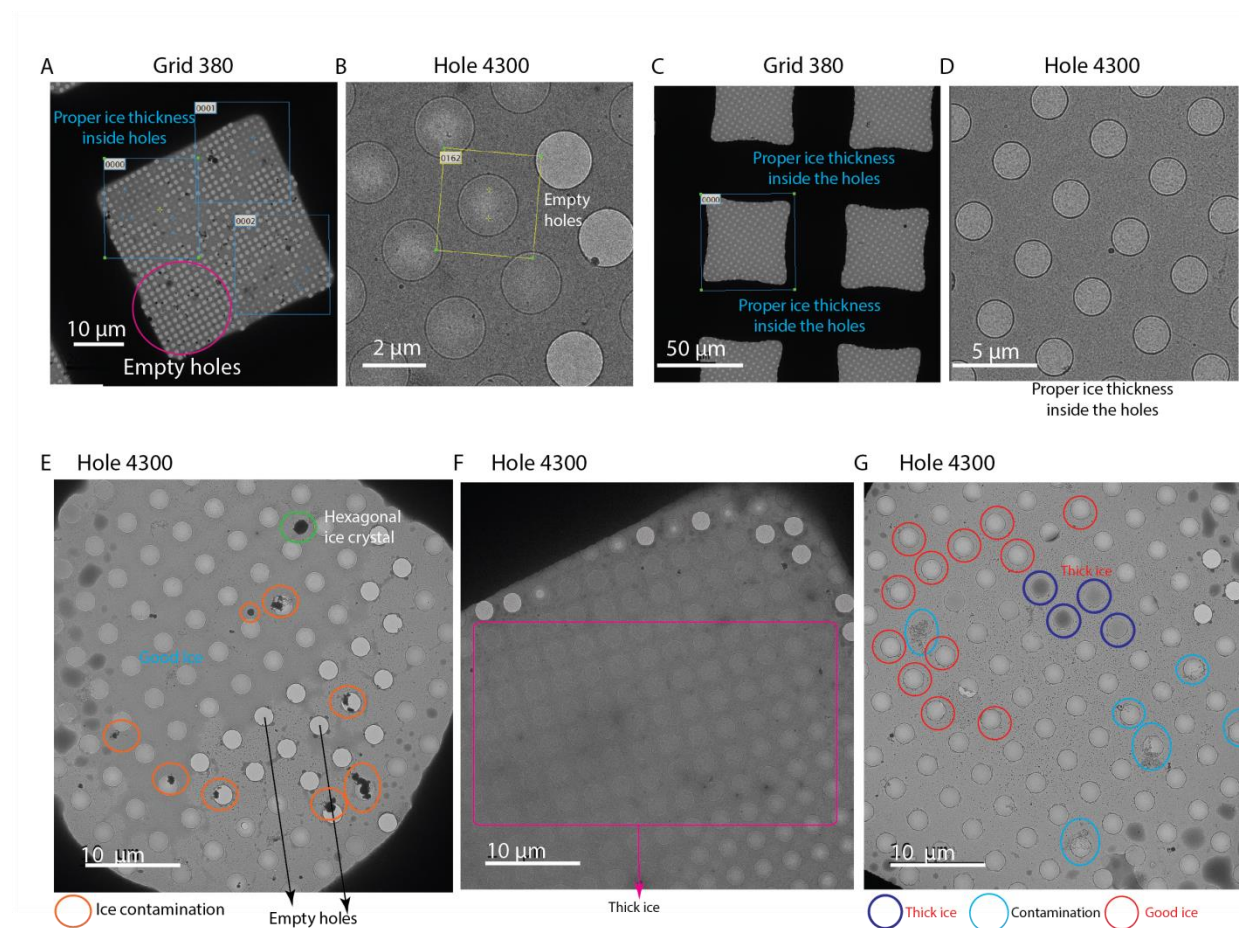 A Grid 380
B Hole 4300
C Grid 380
D Hole 4300
Proper ice thickness
inside holes
0001
0000
0002
10 µm
Empty holes
0162
Empty
holes
2 µm
Proper ice thickness
inside the holes
0000
Proper ice thickness
inside the holes
50 µm
5 µm
Proper ice thickness
inside the holes
E Hole 4300
F Hole 4300
G Hole 4300
Hexagonal
ice crystal
Good Ice
10 µm
Ice contamination
Empty holes
10 µm
Thick ice
Thick ice
10 µm
Thick ice
Contamination
Good ice